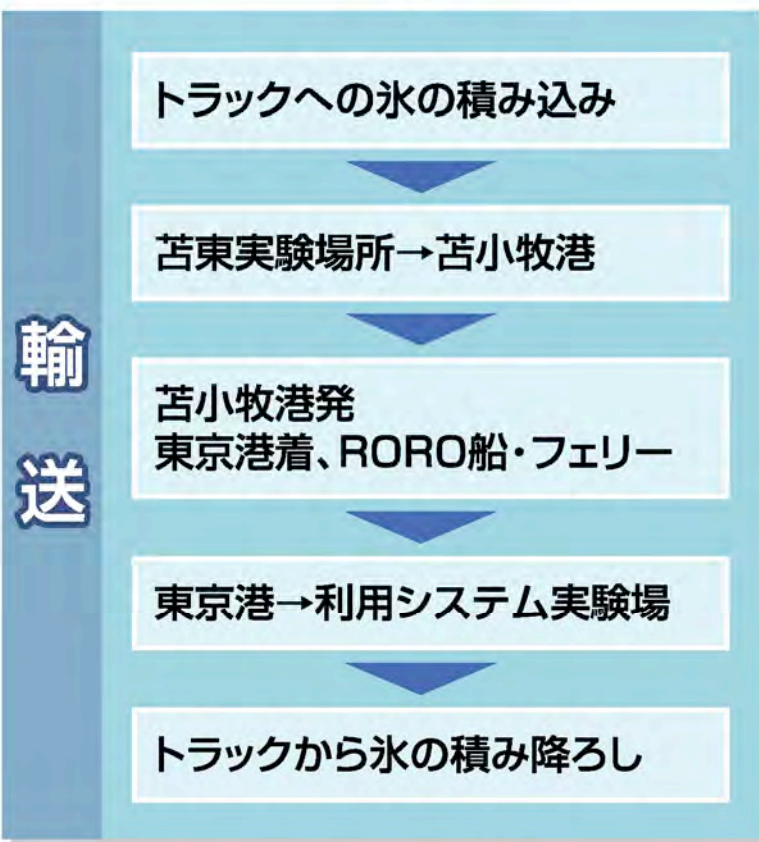 輸送
トラックへの氷の積み込み
苫東実験場所→苫小牧港
苫小牧港発
東京港着、RORO船・フェリー
東京港→利用システム実験場
トラックから氷の積み降ろし